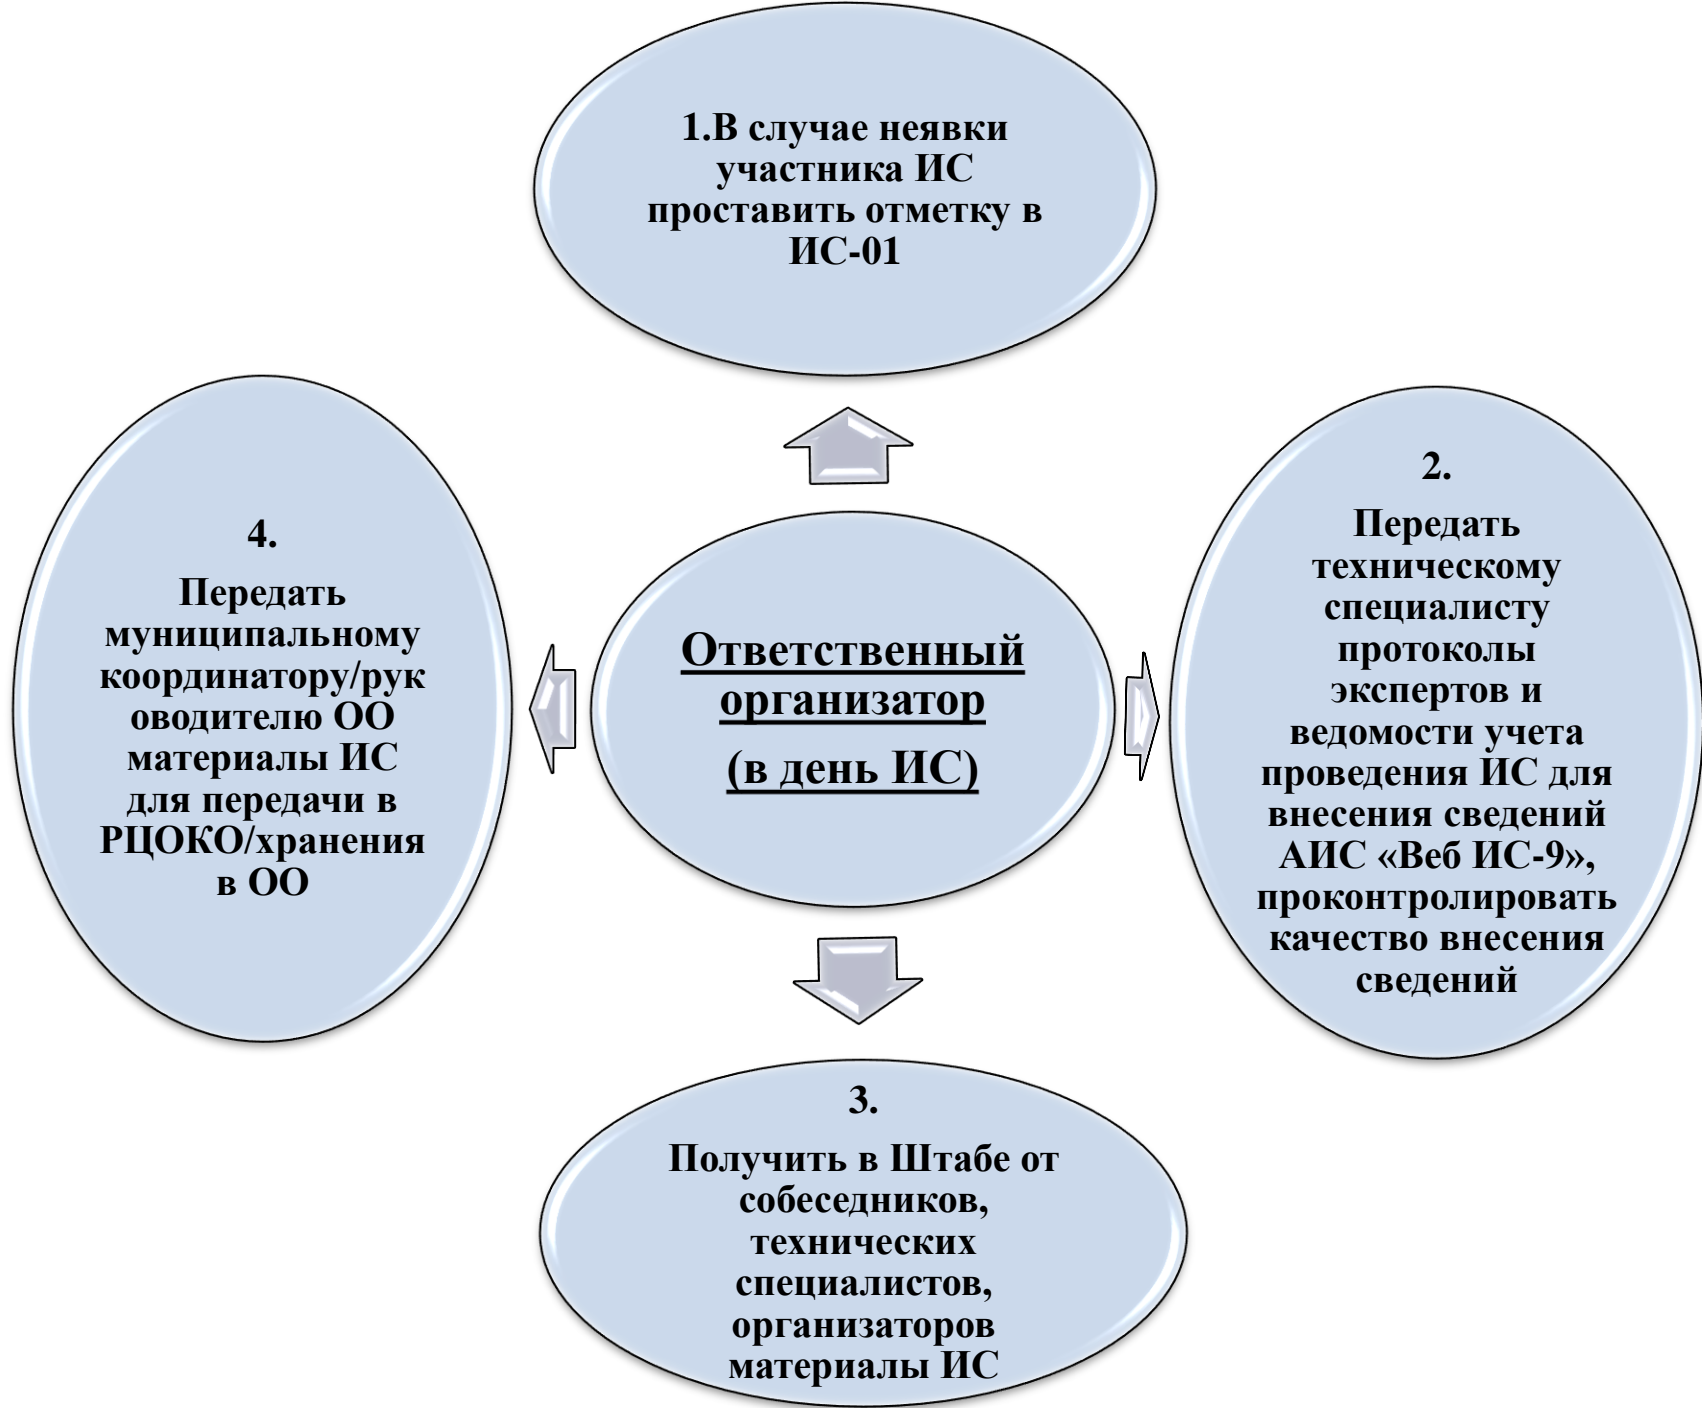 1.В случае неявки
участника ИС
проставить отметку в
ИС-01
2.
Передать
техническому
специалисту
протоколы
экспертов и
ведомости учета
проведения ИС для
внесения сведений
АИС «Веб ИС-9»,
проконтролировать
качество внесения
сведений
3.
Получить в Штабе от
собеседников,
технических
специалистов,
организаторов
материалы ИС
4.
Передать
муниципальному
координатору/рук
оводителю ОО
материалы ИС
для передачи в
РЦОКО/хранения
в ОО
Ответственный
организатор
(в день ИС)